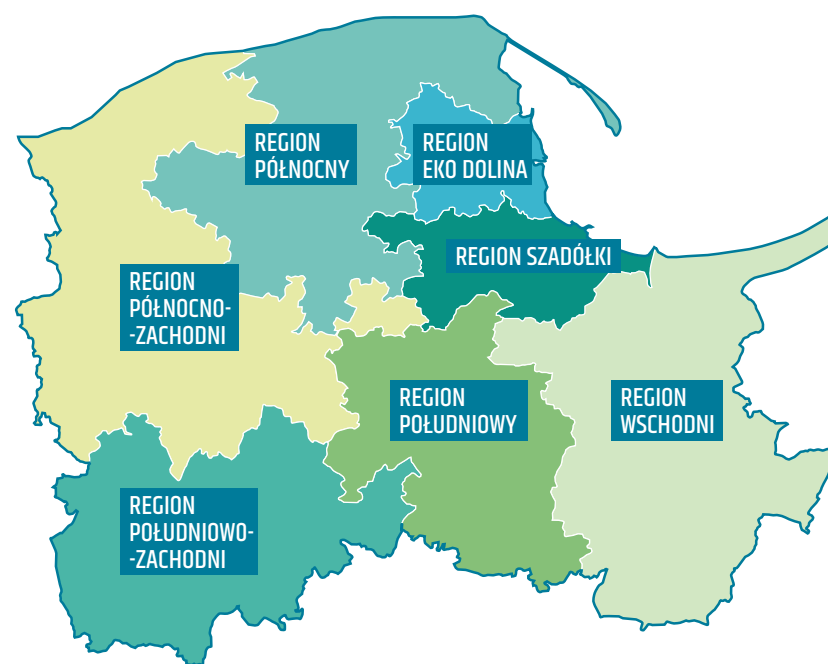 REGION
PÓŁNOCNY
REGION
EKO DOLINA
REGION SZADÓŁKI
REGION
PÓŁNOCNO-
-ZACHODNI
REGION
POŁUDNIOWY
REGION
WSCHODNI
REGION
POŁUDNIOWO-
-ZACHODNI